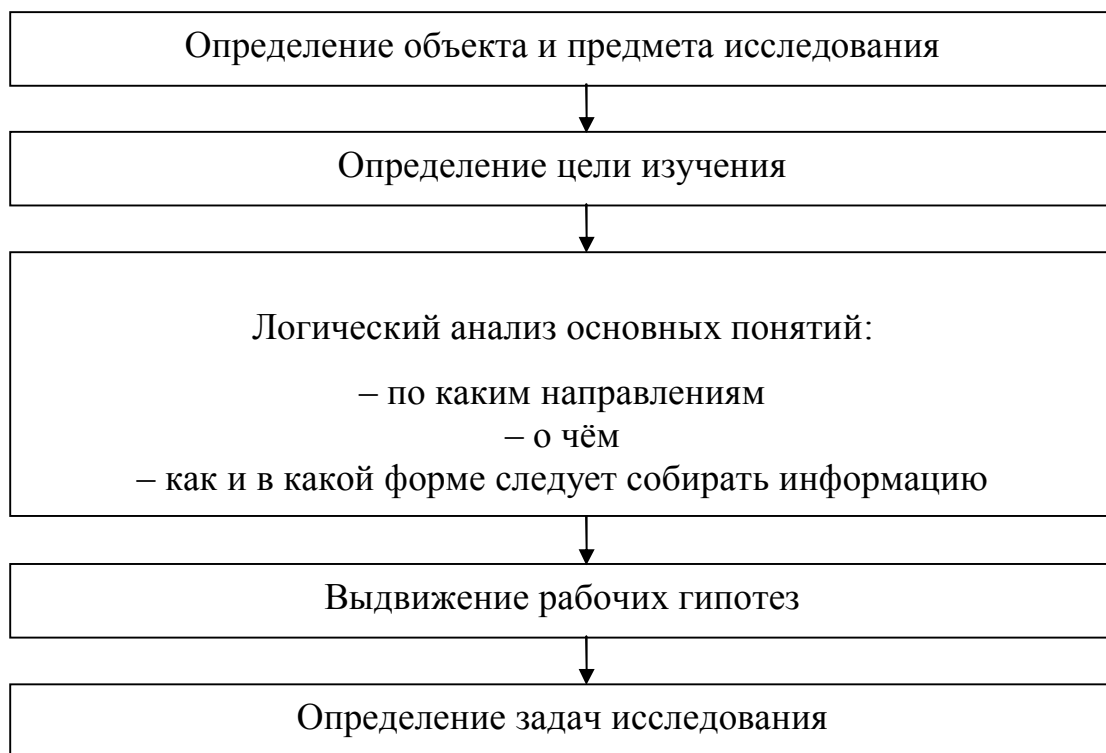 Определение объекта и предмета исследования
Определение цели изучения
Логический анализ основных понятий:
– по каким направлениям
– о чём
– как и в какой форме следует собирать информацию
Выдвижение рабочих гипотез
Определение задач исследования